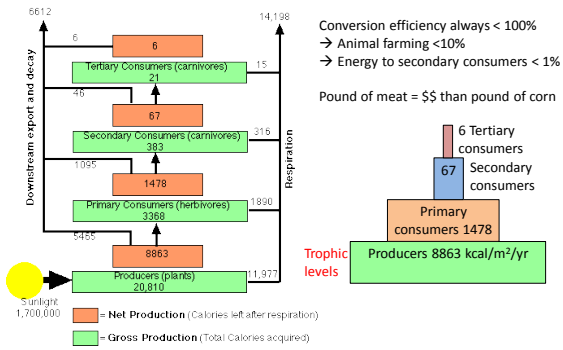 6612
14,198
6
6
Tertiary Consumers (carnivores)
21
15
46
67
Secondary Consumers (carnivores)
383
316
1095
1478
Primary Consumers (herbivores)
3368
1890
5465
8863
Producers (plants)
20,810
11,977
Downstream export and decay
Respiration
Sunlight
1,700,000
= Net Production (Calories left after respiration)
= Gross Production (Total Calories acquired)
Conversion efficiency always < 100%
→ Animal farming <10%
→ Energy to secondary consumers < 1%
Pound of meat = $$ than pound of corn
6 Tertiary
consumers
67
Secondary
consumers
Primary
consumers 1478
Trophic
levels
Producers 8863 kcal/m²/yr